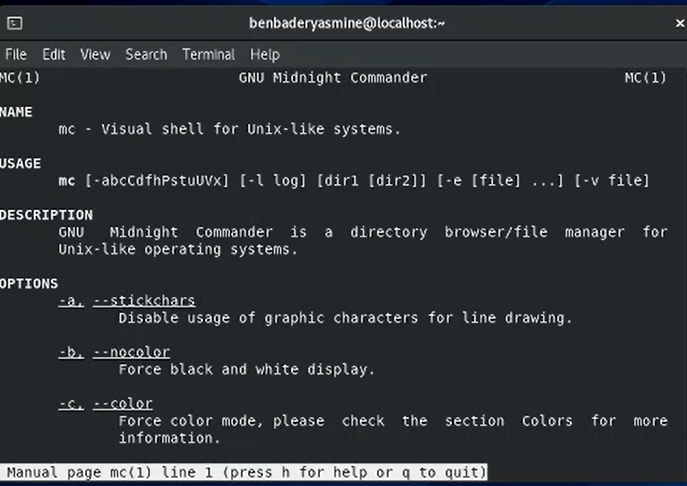 benbaderyasmine@localhost:~
File Edit View Search Terminal Help
MC(1) GNU Midnight Commander MC(1)
NAME
mc - Visual shell for Unix-like systems.
USAGE
mc [-abcCdfhPstuUVx] [-l log] [dir1 [dir2]] [-e [file] ...] [-v file]
DESCRIPTION
GNU Midnight Commander is a directory browser/file manager for
Unix-like operating systems.
OPTIONS
-a, --stickchars
Disable usage of graphic characters for line drawing.
-b, --nocolor
Force black and white display.
-c, --color
Force color mode, please check the section Colors for more
information.
Manual page mc(1) line 1 (press h for help or q to quit)